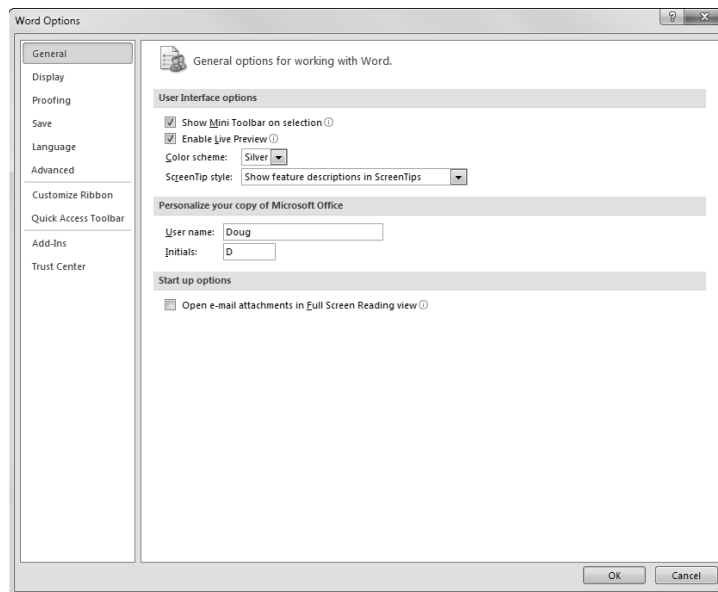 Word Options
General
Display
Proofing
Save
Language
Advanced
Customize Ribbon
Quick Access Toolbar
Add-Ins
Trust Center
General options for working with Word.
User Interface options
Show Mini Toolbar on selection
Enable Live Preview
Color scheme: Silver
ScreenTip style: Show feature descriptions in ScreenTips
Personalize your copy of Microsoft Office
User name: Doug
Initials: D
Start up options
Open e-mail attachments in Full Screen Reading view
OK Cancel